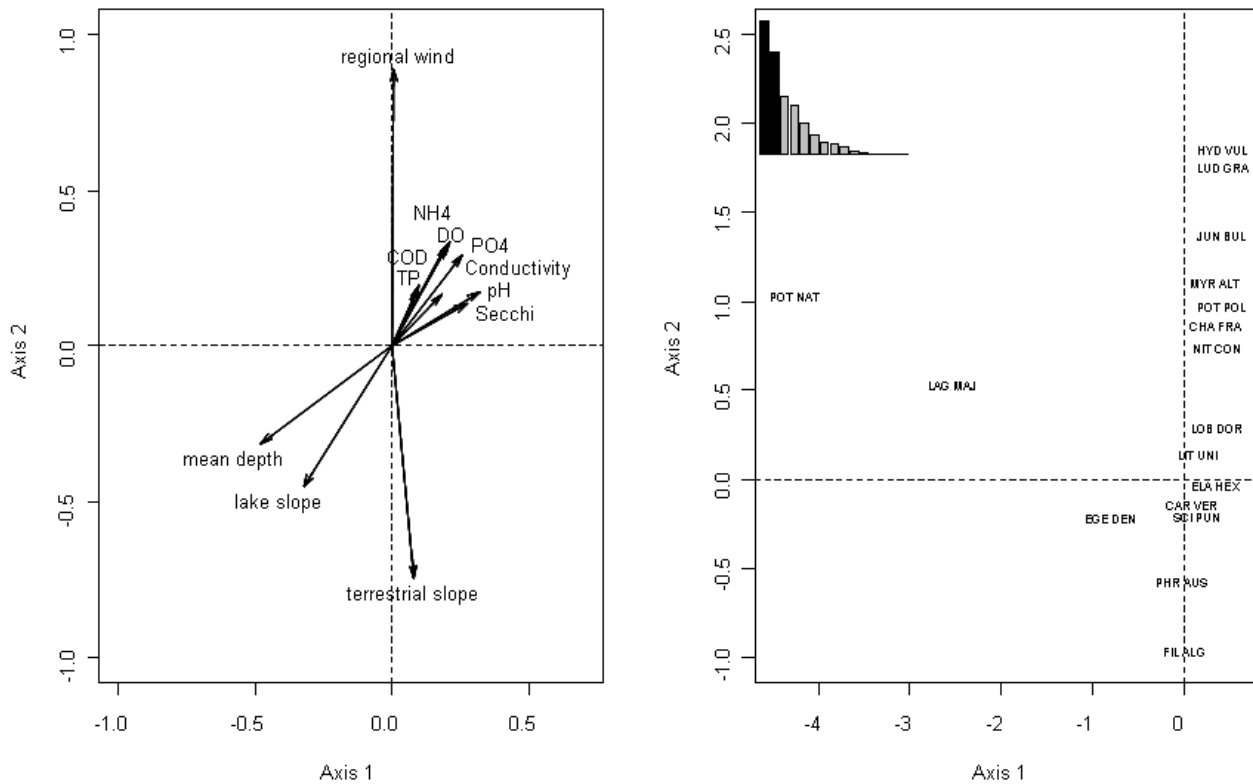 1.0
0.5
0.0
-0.5
-1.0
Axis 2
regional wind
NH4
DO
PO4
COD
Conductivity
TP
pH
Secchi
mean depth
lake slope
terrestrial slope
-1.0 -0.5 0.0 0.5
Axis 1
2.5
2.0
1.5
1.0
0.5
0.0
-0.5
-1.0
Axis 2
HYD VUL
LUD GRA
JUN BUL
MYR ALT
POT NAT
POT POL
CHA FRA
NIT CON
LAG MAJ
LOB DOR
LIT UNI
ELA HEX
CAR VER
EGE DEN
SCI PUN
PHR AUS
FIL ALG
-4 -3 -2 -1 0
Axis 1